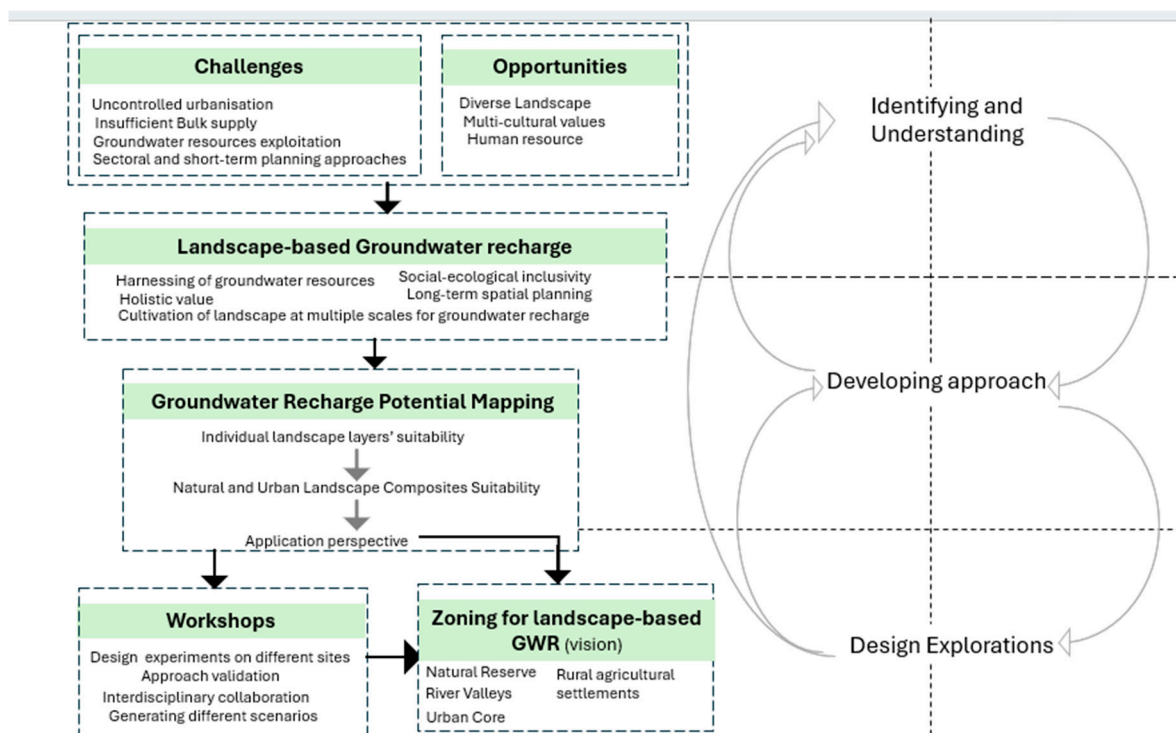 Challenges
Uncontrolled urbanisation
Insufficient Bulk supply
Groundwater resources exploitation
Sectoral and short-term planning approaches
Opportunities
Diverse Landscape
Multi-cultural values
Human resource
Landscape-based Groundwater recharge
Harnessing of groundwater resources
Holistic value
Social-ecological inclusivity
Long-term spatial planning
Cultivation of landscape at multiple scales for groundwater recharge
Groundwater Recharge Potential Mapping
Individual landscape layers' suitability
Natural and Urban Landscape Composites Suitability
Application perspective
Workshops
Design experiments on different sites
Approach validation
Interdisciplinary collaboration
Generating different scenarios
Zoning for landscape-based
GWR (vision)
Natural Reserve
River Valleys
Urban Core
Rural agricultural
settlements
Identifying and
Understanding
Developing approach
Design Explorations